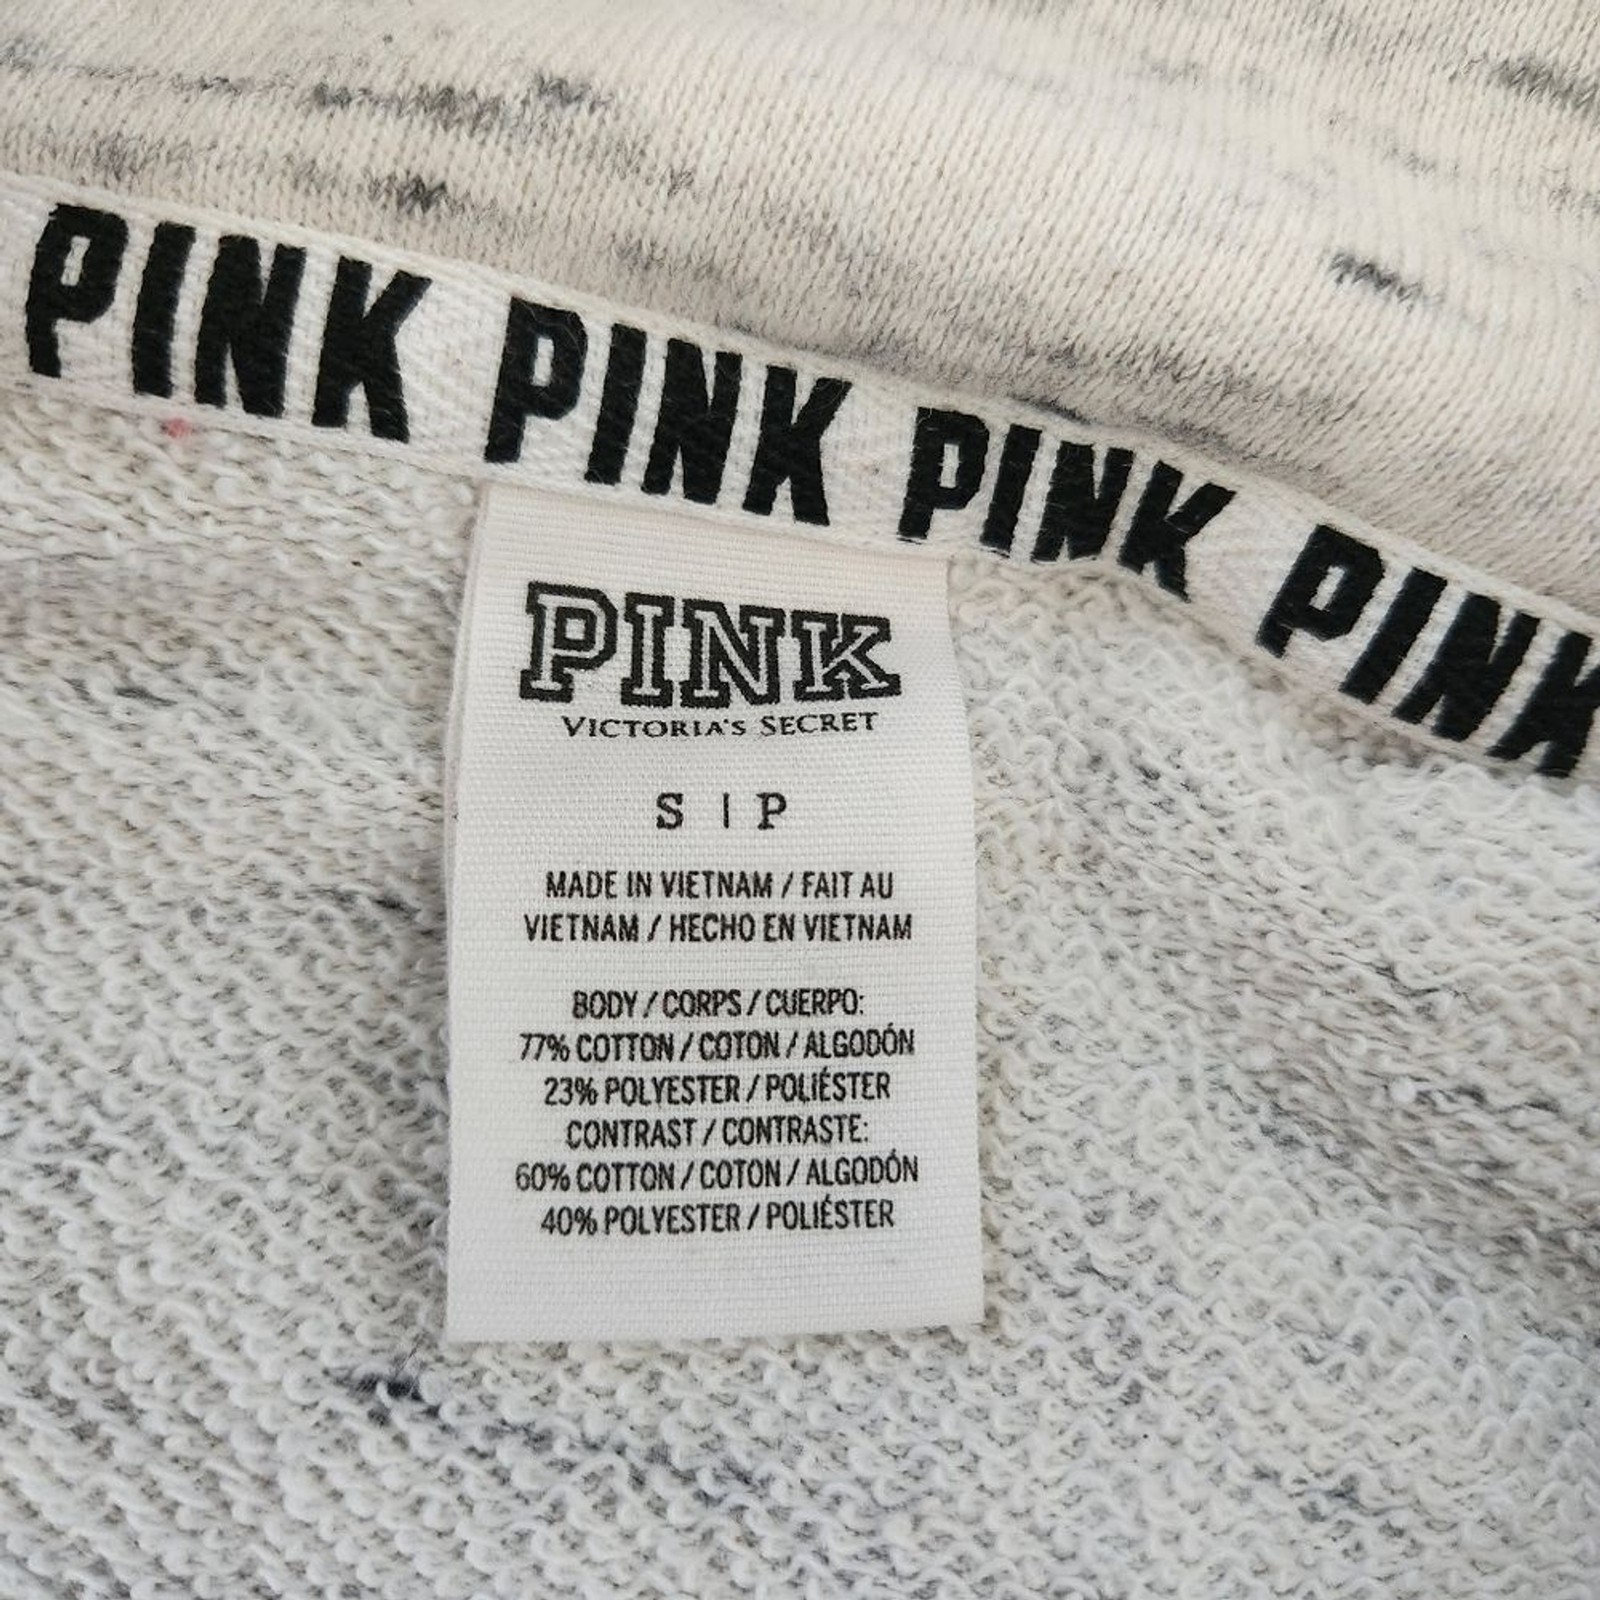 PINK PINK PINK PINK
PINK
VICTORIA'S SECRET
S | P
MADE IN VIETNAM / FAIT AU
VIETNAM / HECHO EN VIETNAM
BODY / CORPS / CUERPO:
77% COTTON / COTON / ALGODÓN
23% POLYESTER / POLIÉSTER
CONTRAST / CONTRASTE:
60% COTTON / COTON / ALGODÓN
40% POLYESTER / POLIÉSTER